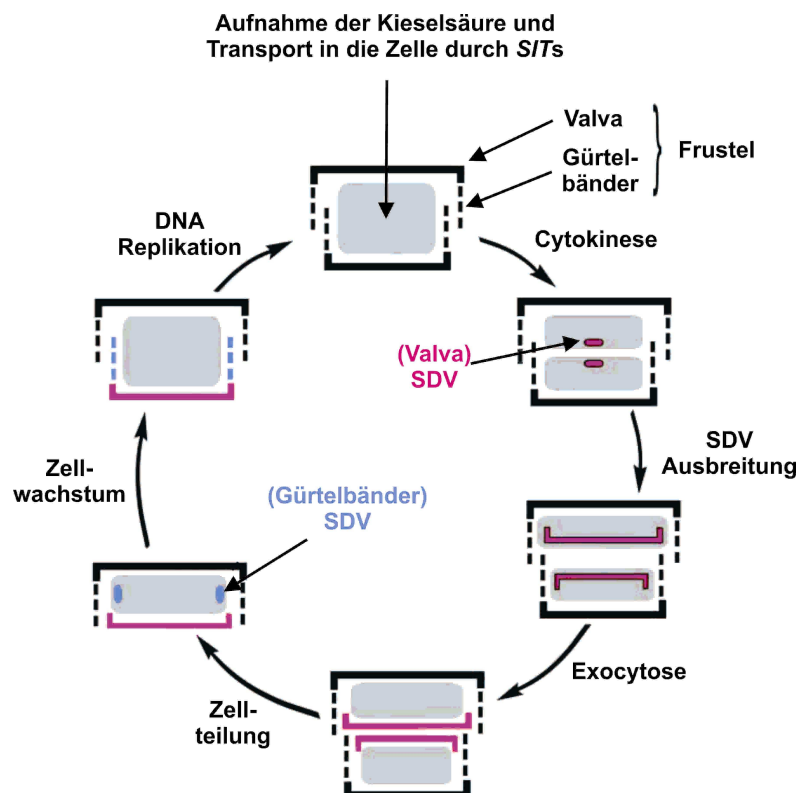 Aufnahme der Kieselsäure und
Transport in die Zelle durch SITs
Valva
Gürtel-
bänder
Frustel
DNA
Replikation
Cytokinese
(Valva)
SDV
SDV
Ausbreitung
Zell-
wachstum
(Gürtelbänder)
SDV
Exocytose
Zell-
teilung